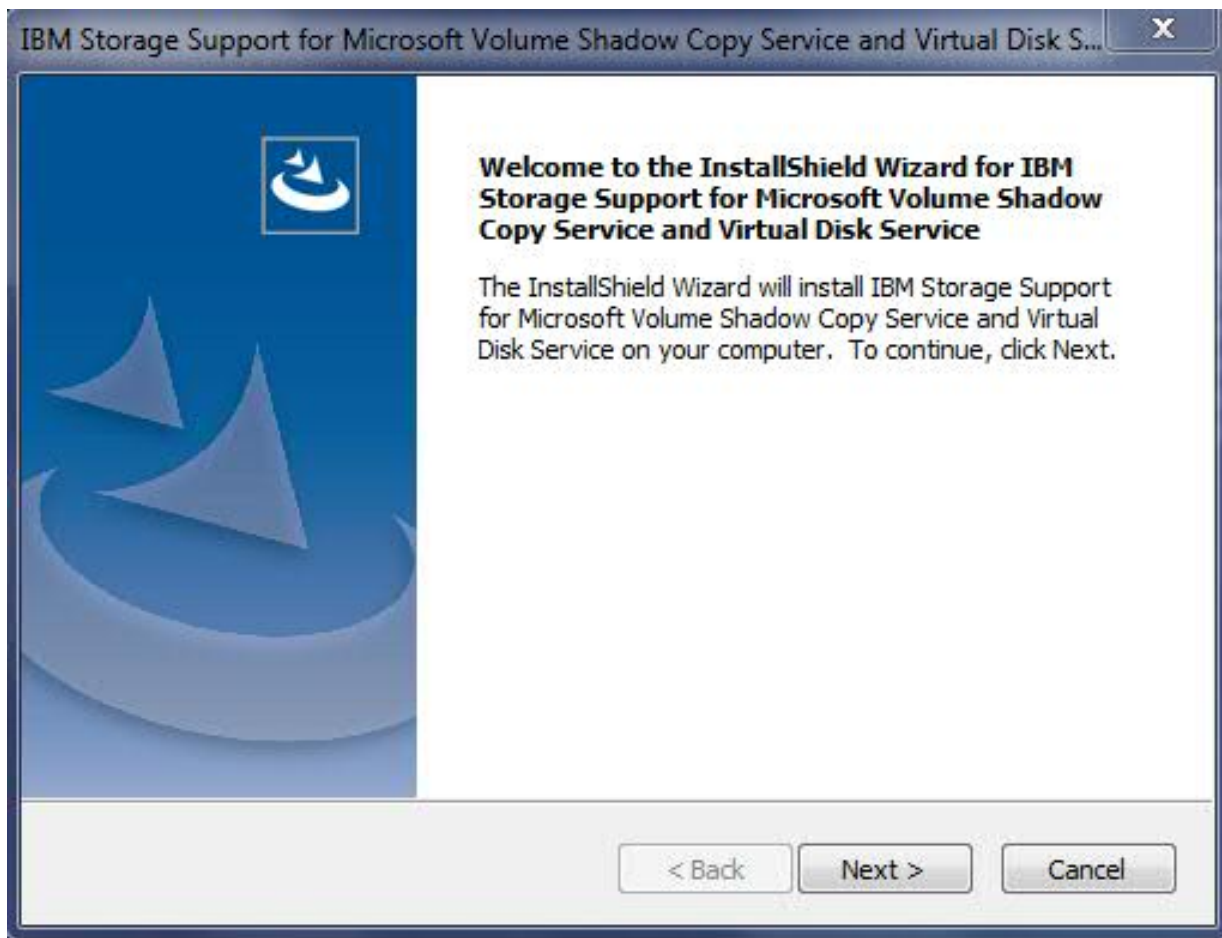 IBM Storage Support for Microsoft Volume Shadow Copy Service and Virtual Disk S...
X
Welcome to the InstallShield Wizard for IBM
Storage Support for Microsoft Volume Shadow
Copy Service and Virtual Disk Service
The InstallShield Wizard will install IBM Storage Support
for Microsoft Volume Shadow Copy Service and Virtual
Disk Service on your computer. To continue, click Next.
< Back
Next >
Cancel